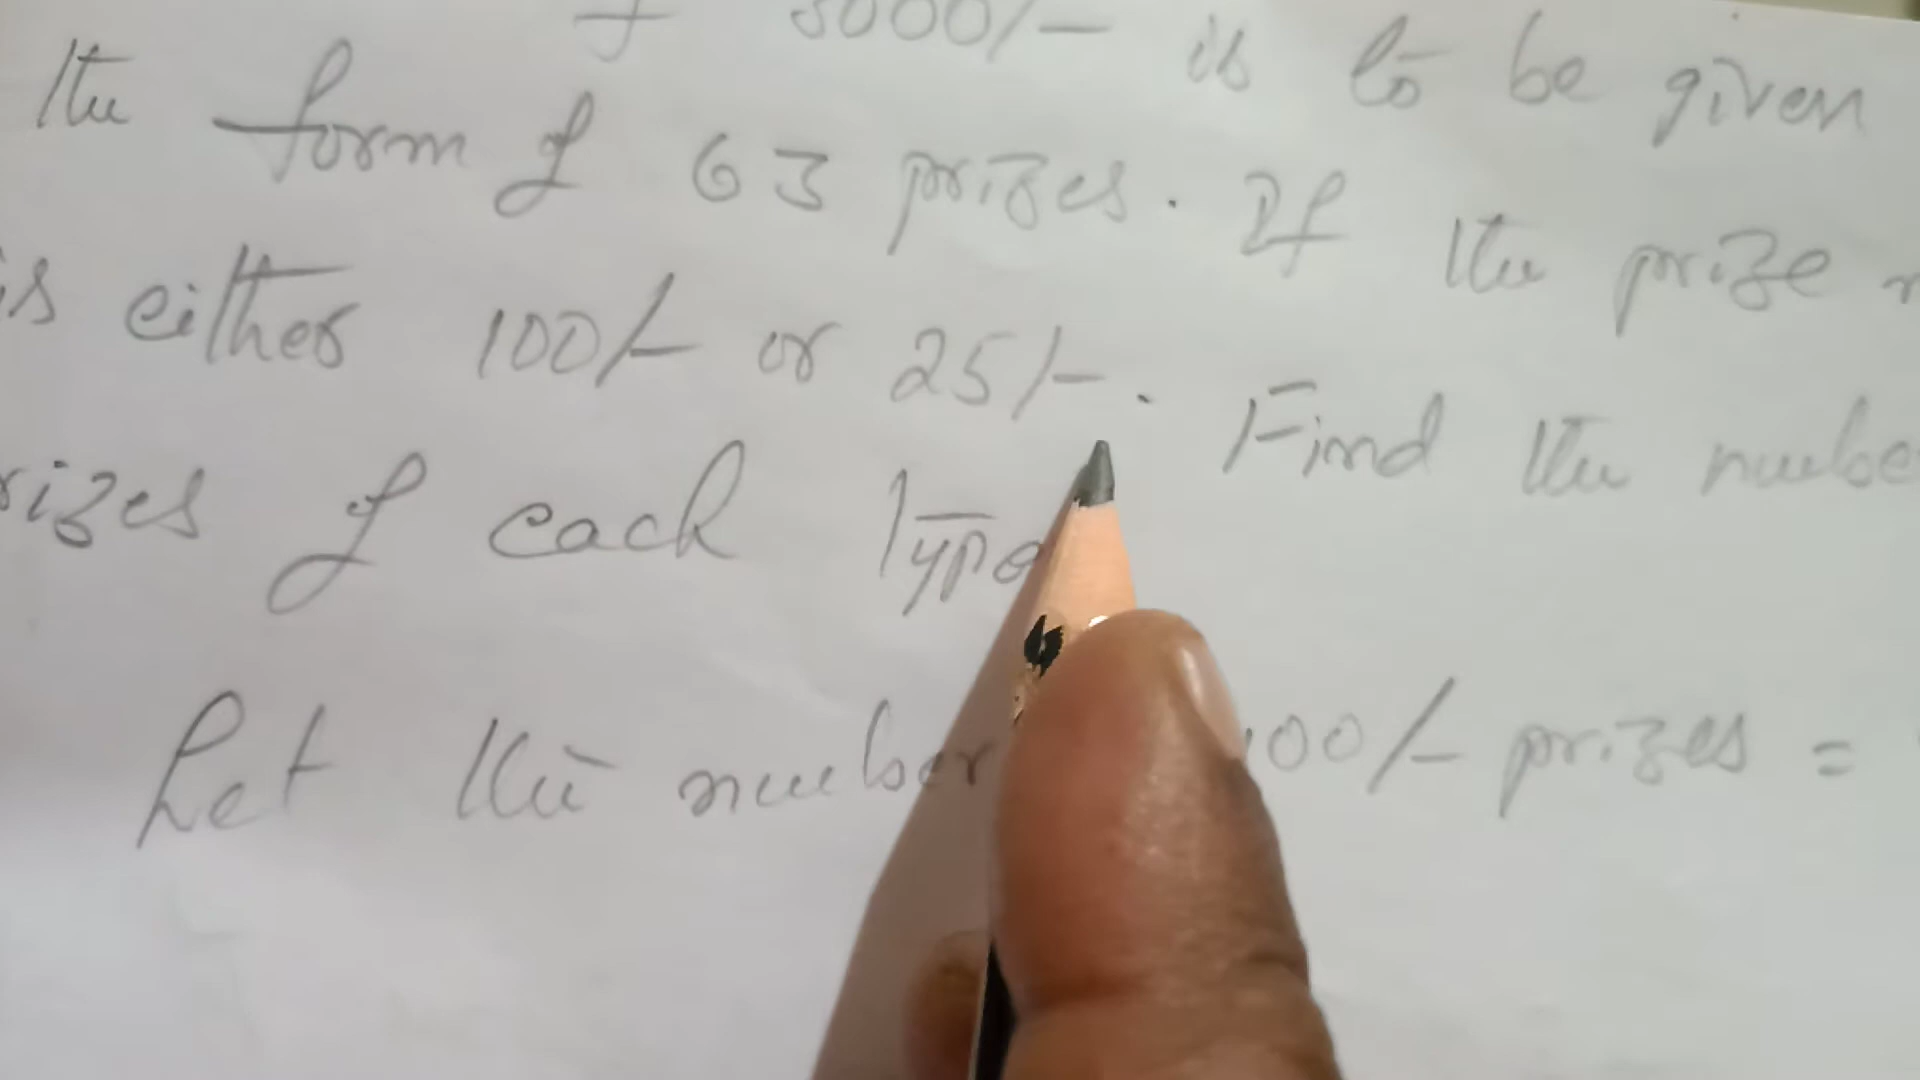 3000/- is to be given
the form of 63 prizes. If the prize
is either 100/- or 25/-. Find the number
of each Type
Let the number 100/- prizes =